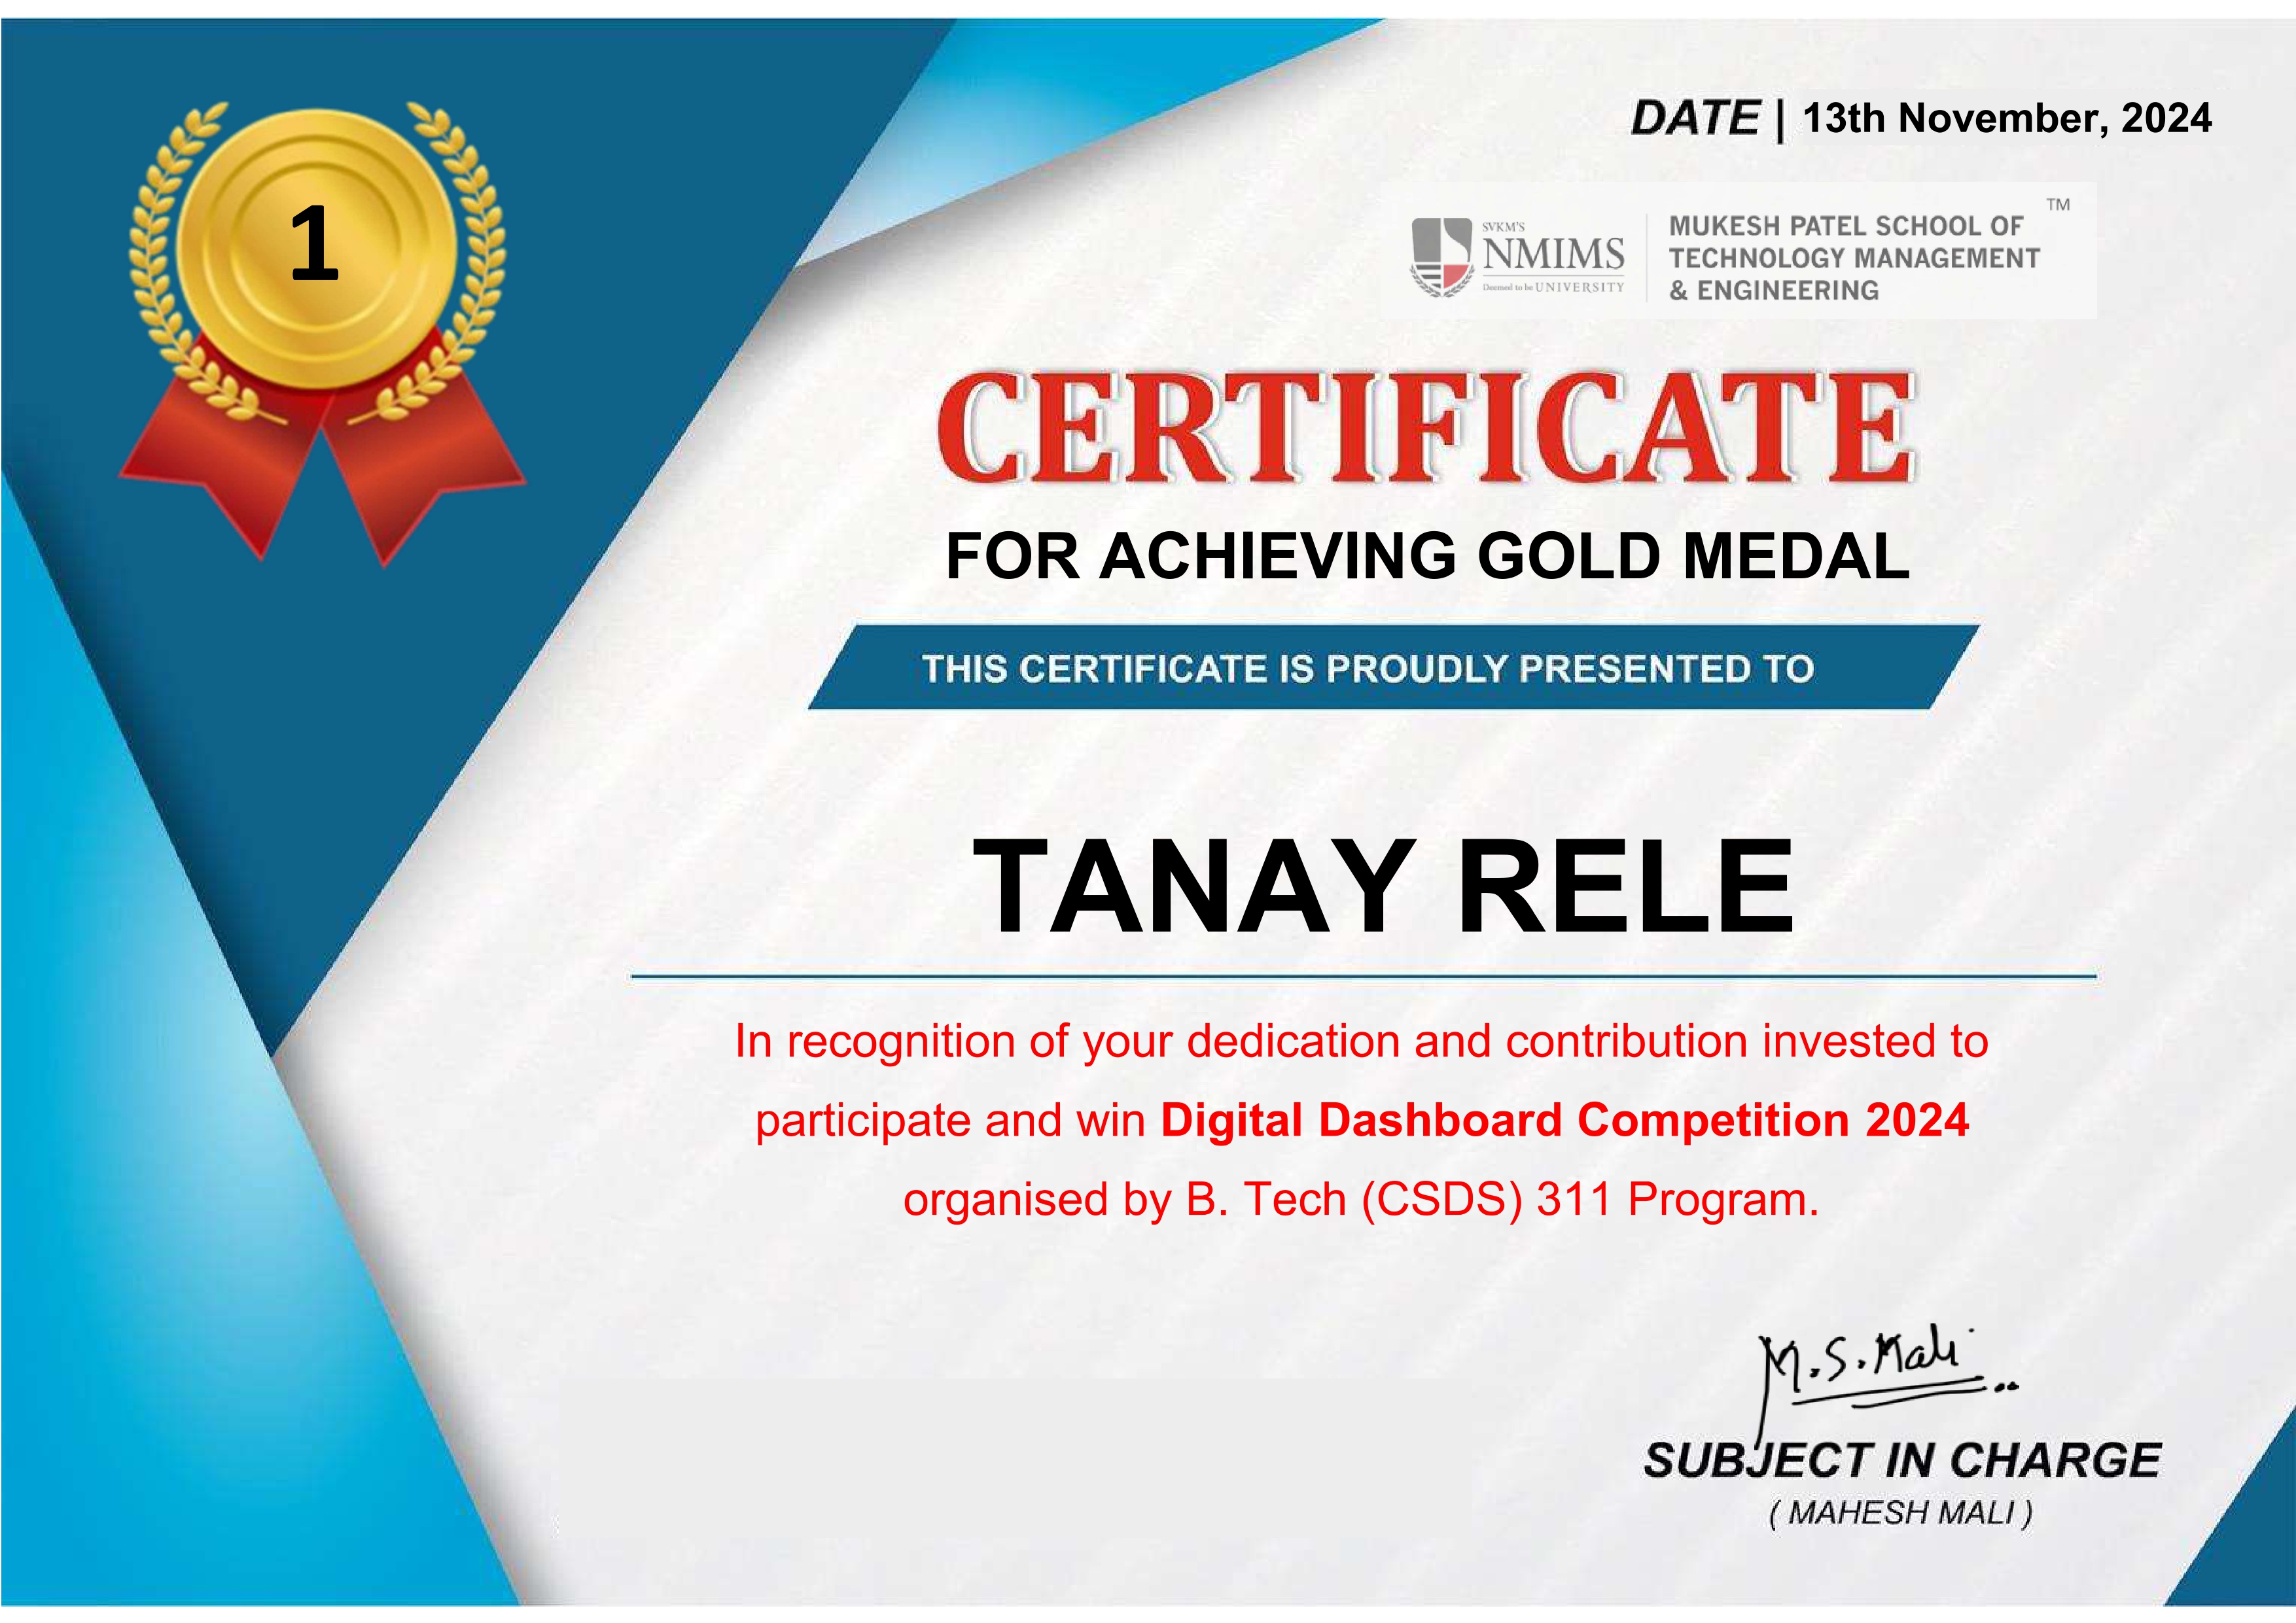 1
DATE | 13th November, 2024
SVKM'S
NMIMS
Deemed to be UNIVERSITY
MUKESH PATEL SCHOOL OF
TECHNOLOGY MANAGEMENT
& ENGINEERING
TM
CERTIFICATE
FOR ACHIEVING GOLD MEDAL
THIS CERTIFICATE IS PROUDLY PRESENTED TO
TANAY RELE
In recognition of your dedication and contribution invested to
participate and win Digital Dashboard Competition 2024
organised by B. Tech (CSDS) 311 Program.
M.S.Mali
SUBJECT IN CHARGE
( MAHESH MALI )